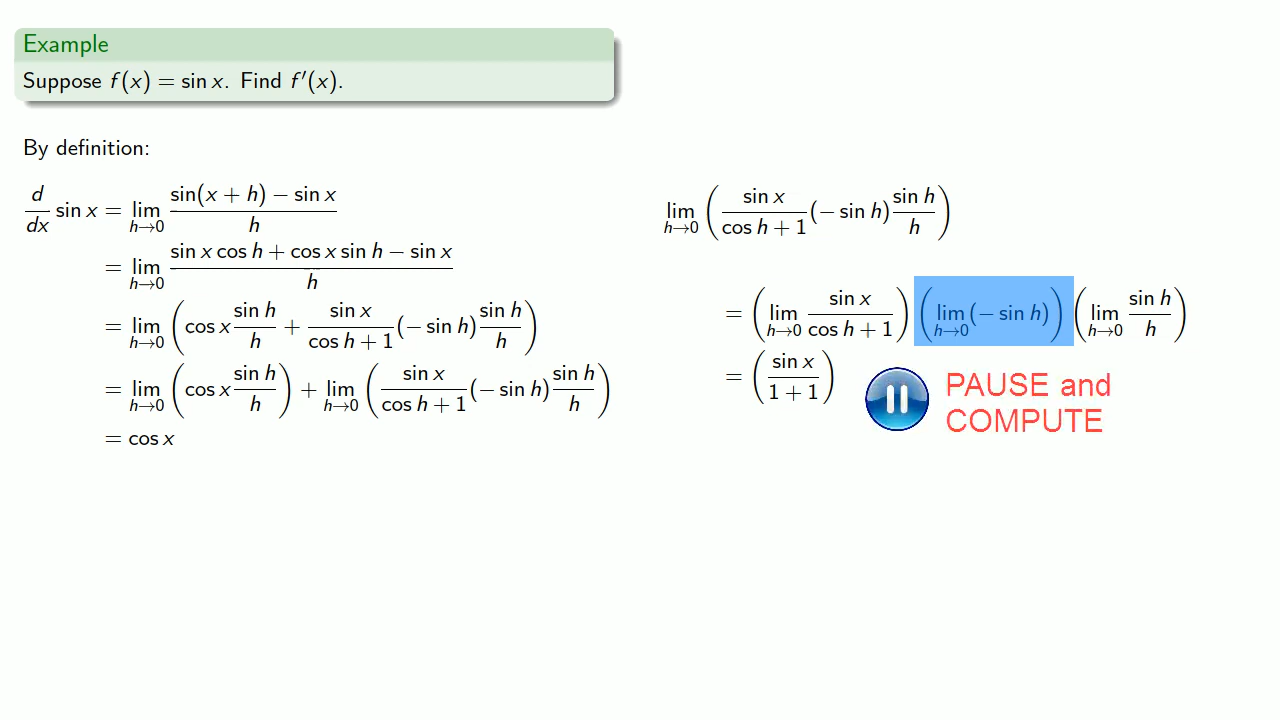 Example
Suppose f(x) = sin x. Find f′(x).
By definition:
d/dx sin x = lim_{h→0} (sin(x + h) − sin x)/h
= lim_{h→0} (sin x cos h + cos x sin h − sin x)/h
= lim_{h→0} (cos x (sin h)/h + (sin x)/(cos h + 1) (− sin h) (sin h)/h)
= lim_{h→0} (cos x (sin h)/h) + lim_{h→0} ((sin x)/(cos h + 1) (− sin h) (sin h)/h)
= cos x
lim_{h→0} ((sin x)/(cos h + 1) (− sin h) (sin h)/h)
= (lim_{h→0} (sin x)/(cos h + 1)) (lim_{h→0} (− sin h)) (lim_{h→0} (sin h)/h)
= ((sin x)/(1 + 1))
PAUSE and
COMPUTE